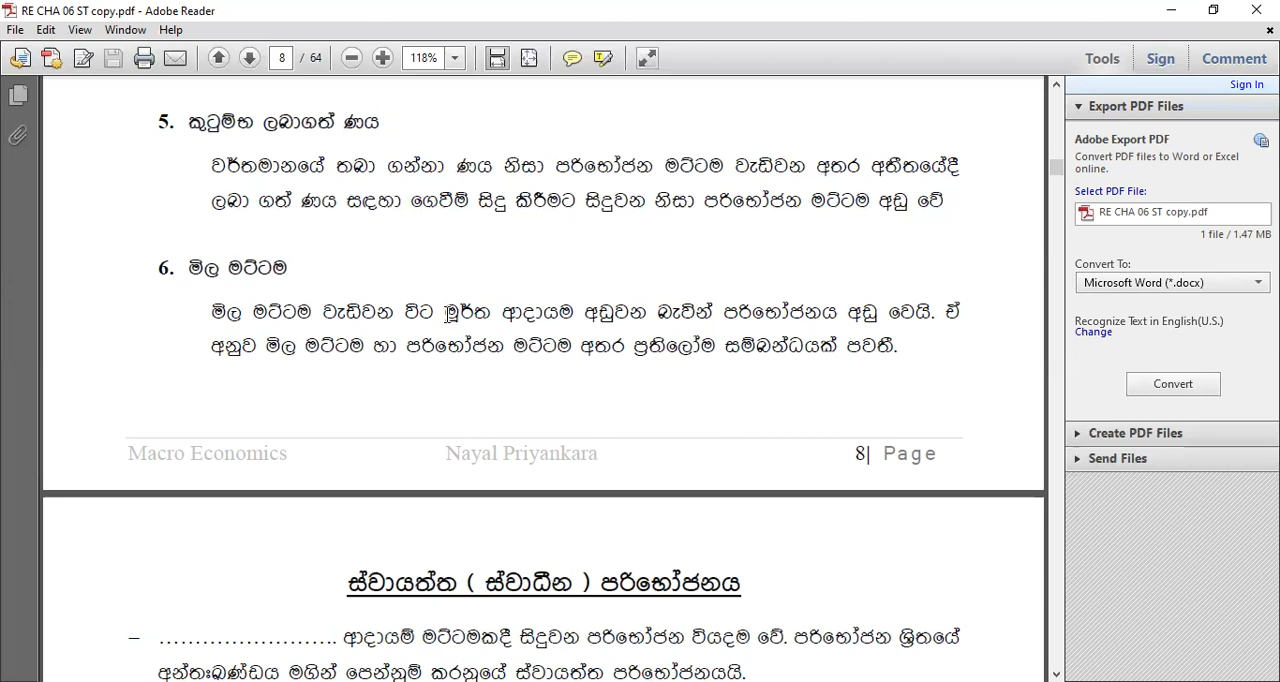 RE CHA 06 ST copy.pdf - Adobe Reader
File Edit View Window Help
8 / 64 118% Tools Sign Comment
Sign In
Export PDF Files
Adobe Export PDF
Convert PDF files to Word or Excel
online.
Select PDF File:
RE CHA 06 ST copy.pdf
1 file / 1.47 MB
Convert To:
Microsoft Word (*.docx)
Recognize Text in English(U.S.)
Change
Convert
Create PDF Files
Send Files
5. කුටුම්භ ලබාගත් ණය
වර්තමානයේ තබා ගන්නා ණය නිසා පරිභෝජන මට්ටම වැඩිවන අතර අතීතයේදී
ලබා ගත් ණය සඳහා ගෙවීම් සිදු කිරීමට සිදුවන නිසා පරිභෝජන මට්ටම අඩු වේ
6. මිල මට්ටම
මිල මට්ටම වැඩිවන විට මූර්ත ආදායම අඩුවන බැවින් පරිභෝජනය අඩු වෙයි. ඒ
අනුව මිල මට්ටම හා පරිභෝජන මට්ටම අතර ප්‍රතිලෝම සම්බන්ධයක් පවතී.
Macro Economics Nayal Priyankara 8| Page
ස්වායත්ත ( ස්වාධීන ) පරිභෝජනය
– ........................ ආදායම් මට්ටමකදී සිදුවන පරිභෝජන වියදම වේ. පරිභෝජන ශ්‍රිතයේ
අන්තඃඛණ්ඩය මගින් පෙන්නුම් කරනුයේ ස්වායත්ත පරිභෝජනයයි.